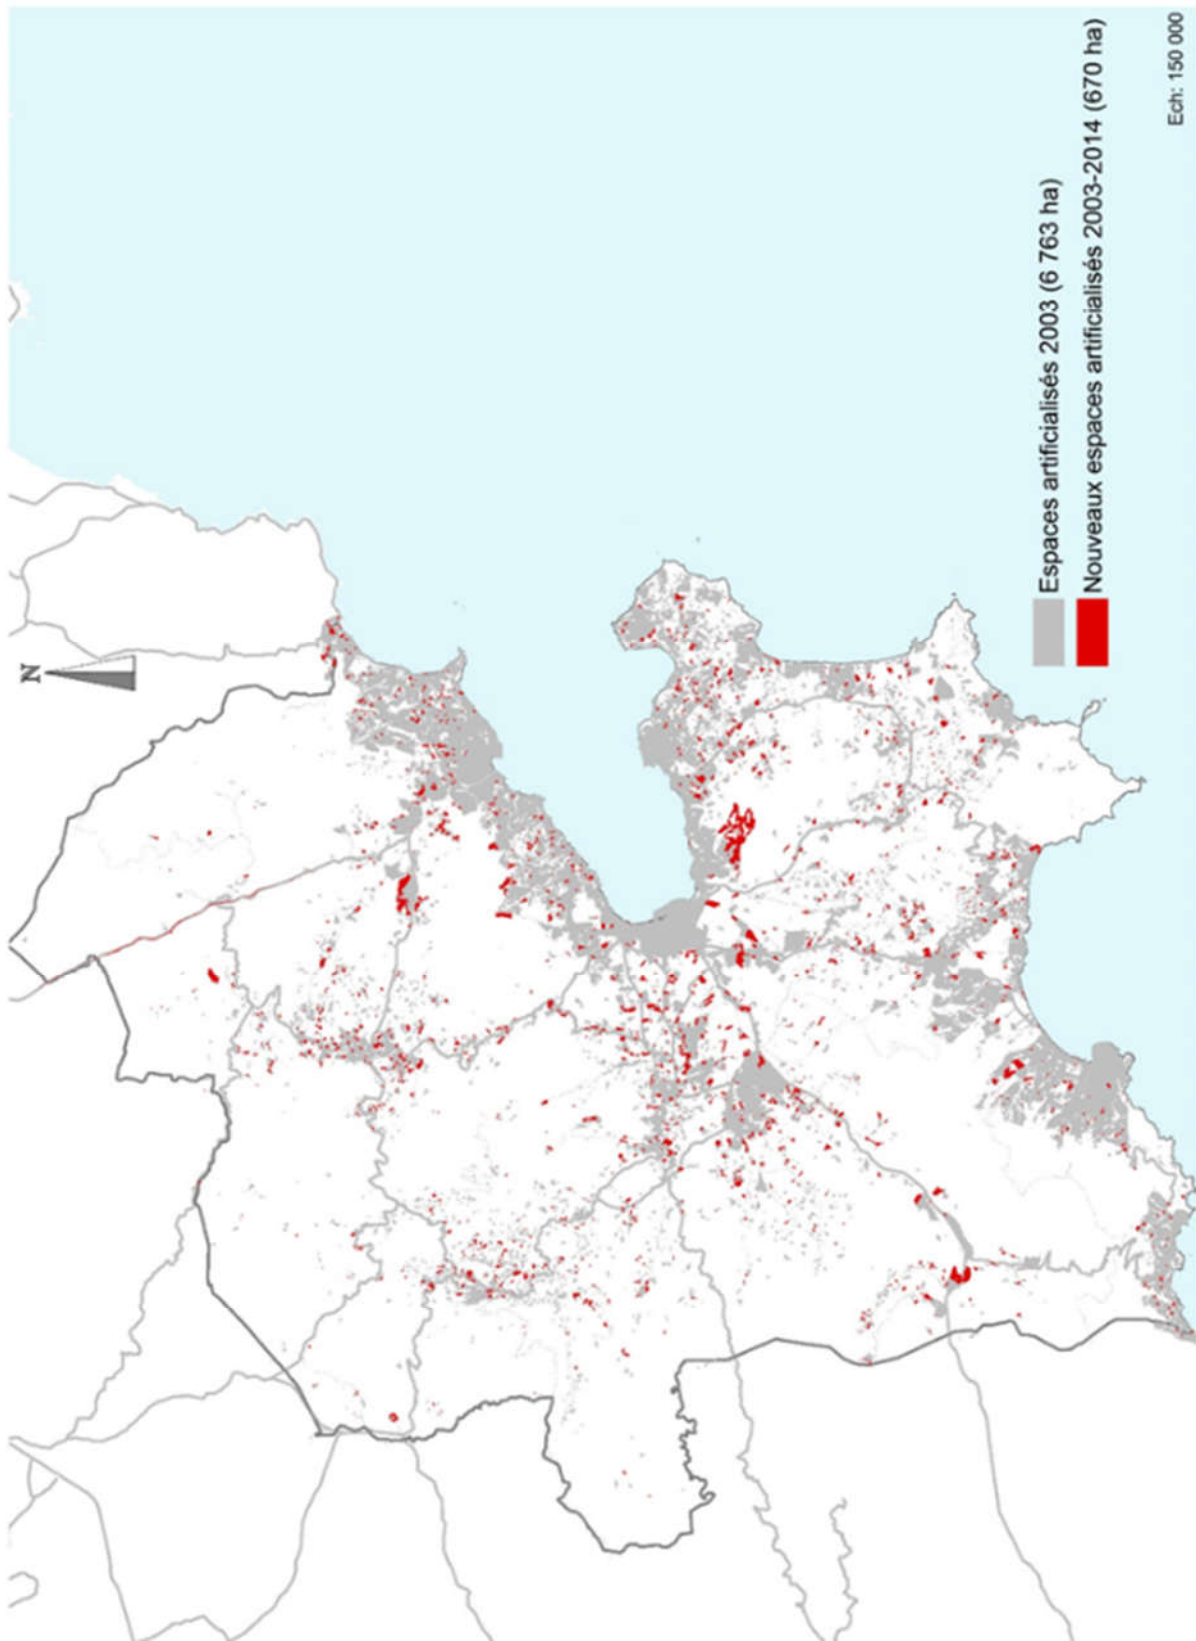 N
Espaces artificialisés 2003 (6 763 ha)
Nouveaux espaces artificialisés 2003-2014 (670 ha)
Ech: 150 000